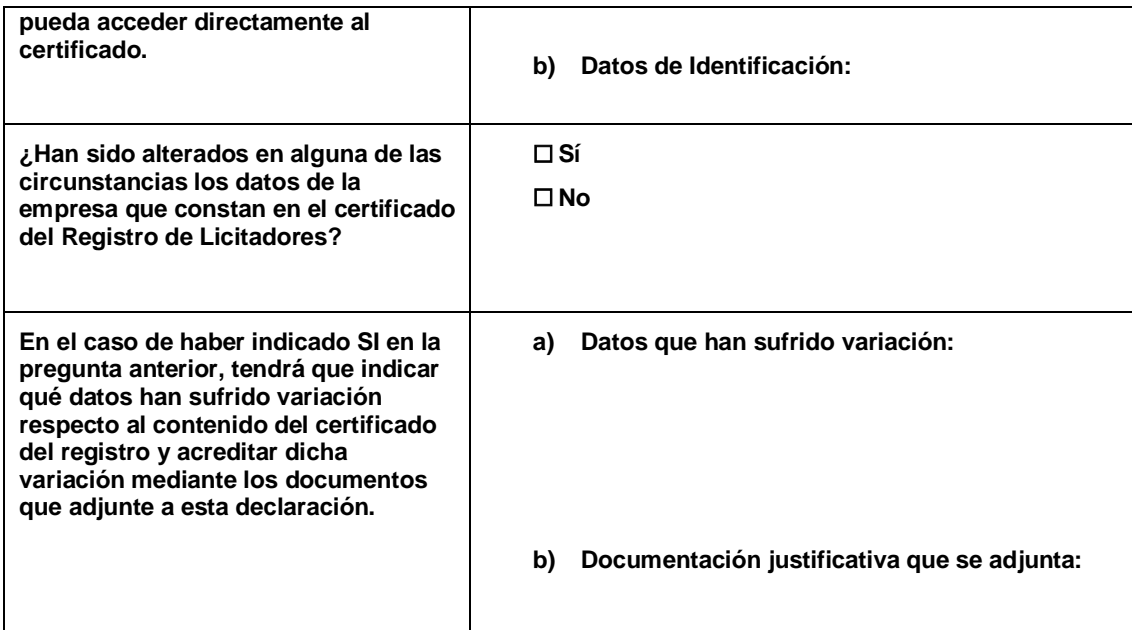 pueda acceder directamente al
certificado.
b) Datos de Identificación:
¿Han sido alterados en alguna de las
circunstancias los datos de la
empresa que constan en el certificado
del Registro de Licitadores?
☐ Sí
☐ No
En el caso de haber indicado SI en la
pregunta anterior, tendrá que indicar
qué datos han sufrido variación
respecto al contenido del certificado
del registro y acreditar dicha
variación mediante los documentos
que adjunte a esta declaración.
a) Datos que han sufrido variación:
b) Documentación justificativa que se adjunta: